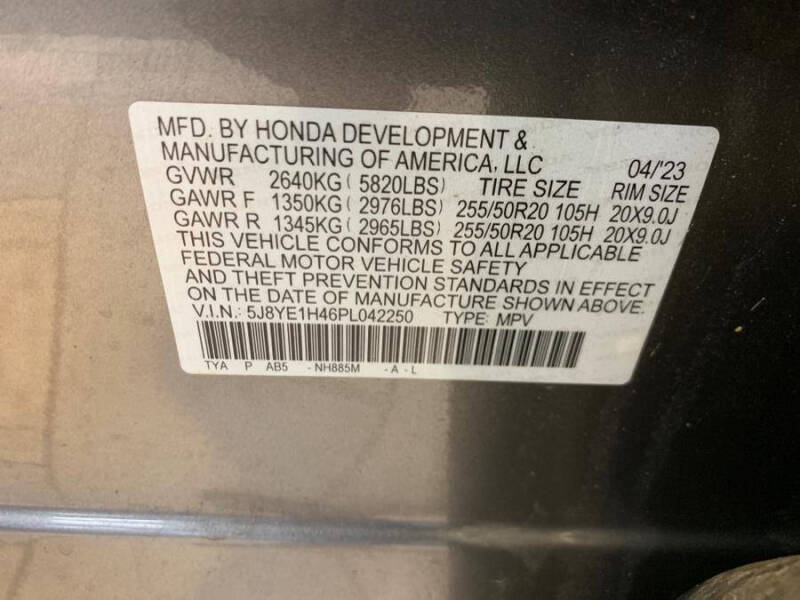 MFD. BY HONDA DEVELOPMENT &
MANUFACTURING OF AMERICA, LLC 04/'23
GVWR 2640KG( 5820LBS) TIRE SIZE RIM SIZE
GAWR F 1350KG( 2976LBS) 255/50R20 105H 20X9.0J
GAWR R 1345KG( 2965LBS) 255/50R20 105H 20X9.0J
THIS VEHICLE CONFORMS TO ALL APPLICABLE
FEDERAL MOTOR VEHICLE SAFETY
AND THEFT PREVENTION STANDARDS IN EFFECT
ON THE DATE OF MANUFACTURE SHOWN ABOVE.
V.I.N.: 5J8YE1H46PL042250 TYPE: MPV
TYA P AB5 - NH885M - A - L